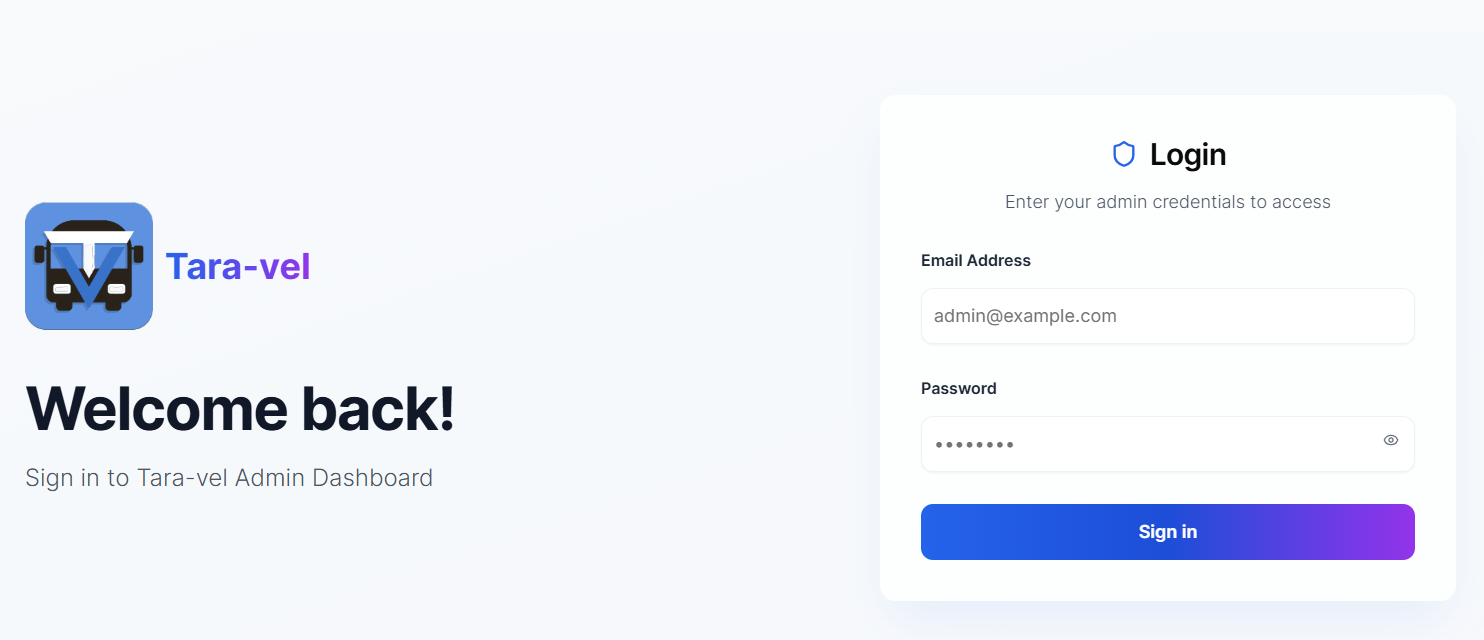 Tara-vel
Welcome back!
Sign in to Tara-vel Admin Dashboard
Login
Enter your admin credentials to access
Email Address
admin@example.com
Password
••••••••
Sign in